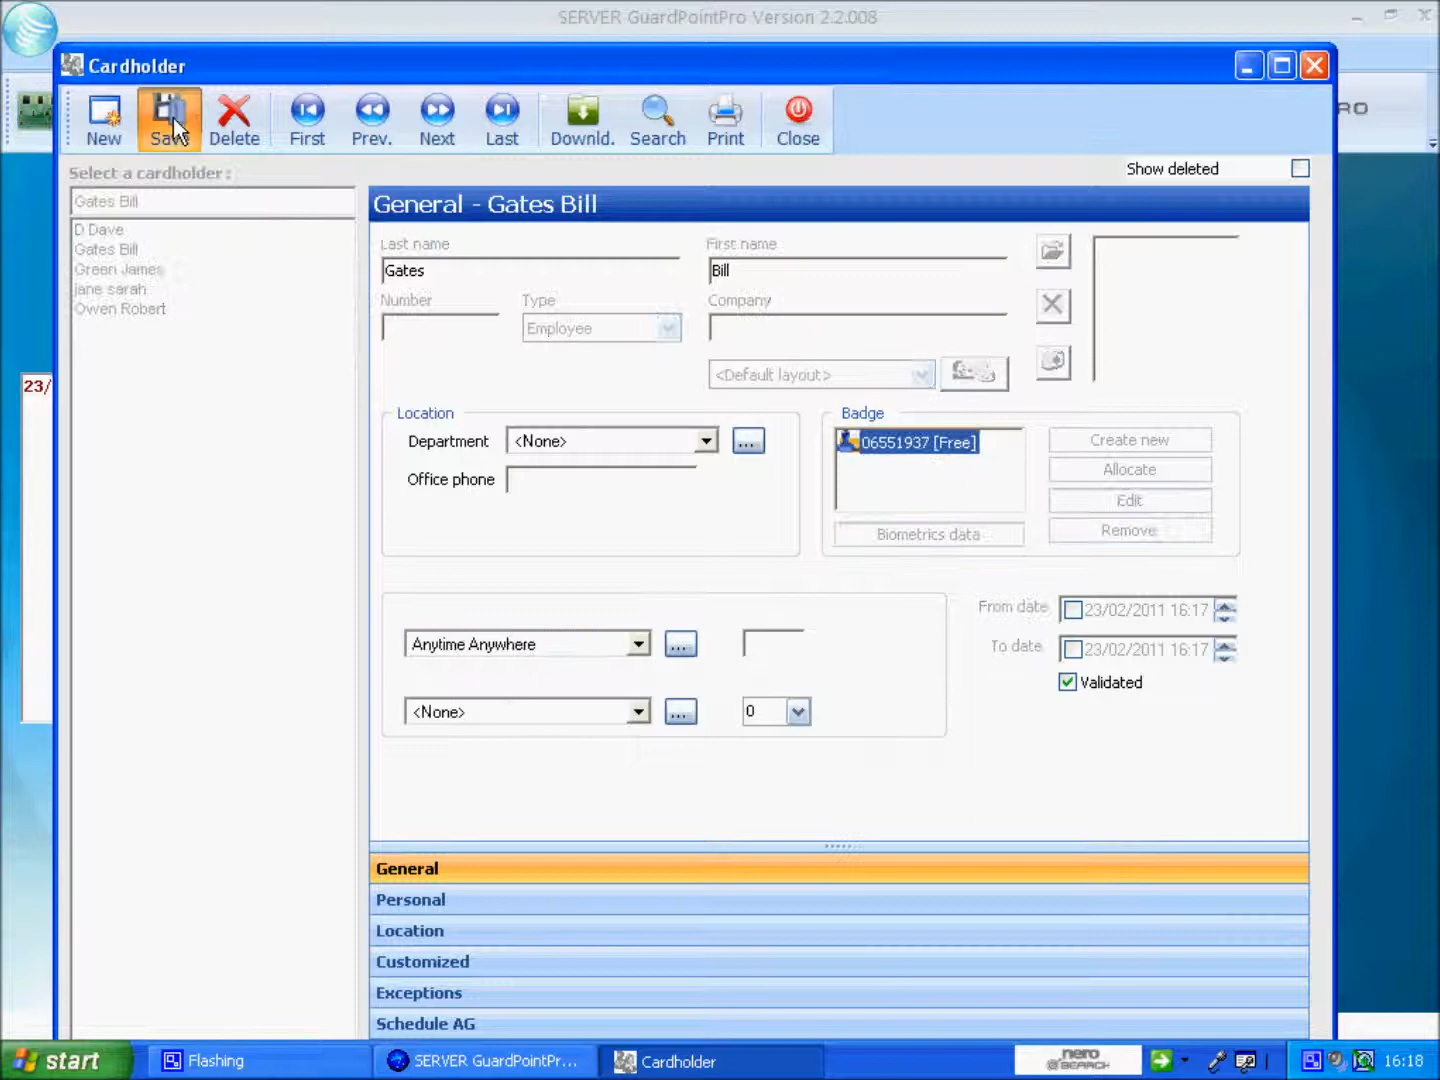 SERVER GuardPointPro Version 2.2.008
Cardholder
New
Save
Delete
First
Prev.
Next
Last
Downld.
Search
Print
Close
RO
Select a cardholder :
Show deleted
Gates Bill
D Dave
Gates Bill
Green James
jane sarah
Owen Robert
General - Gates Bill
Last name
First name
Gates
Bill
Number
Type
Company
Employee
<Default layout>
Location
Department
<None>
...
Office phone
Badge
06551937 [Free]
Create new
Allocate
Edit
Remove
Biometrics data
23/
Anytime Anywhere
...
<None>
...
0
From date
23/02/2011 16:17
To date
23/02/2011 16:17
Validated
General
Personal
Location
Customized
Exceptions
Schedule AG
start
Flashing
SERVER GuardPointPr...
Cardholder
nero
SEARCH
16:18